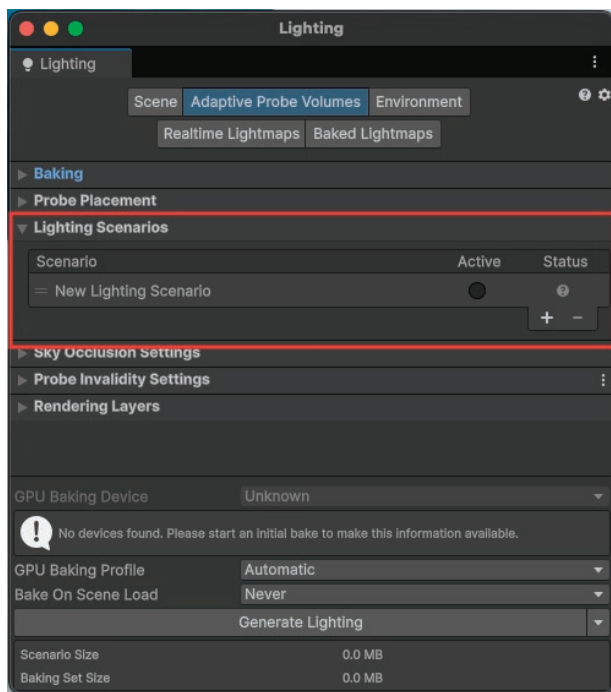 Lighting
Lighting
Scene Adaptive Probe Volumes Environment
Realtime Lightmaps Baked Lightmaps
Baking
Probe Placement
Lighting Scenarios
Scenario Active Status
New Lighting Scenario
Sky Occlusion Settings
Probe Invalidity Settings
Rendering Layers
GPU Baking Device Unknown
No devices found. Please start an initial bake to make this information available.
GPU Baking Profile Automatic
Bake On Scene Load Never
Generate Lighting
Scenario Size 0.0 MB
Baking Set Size 0.0 MB